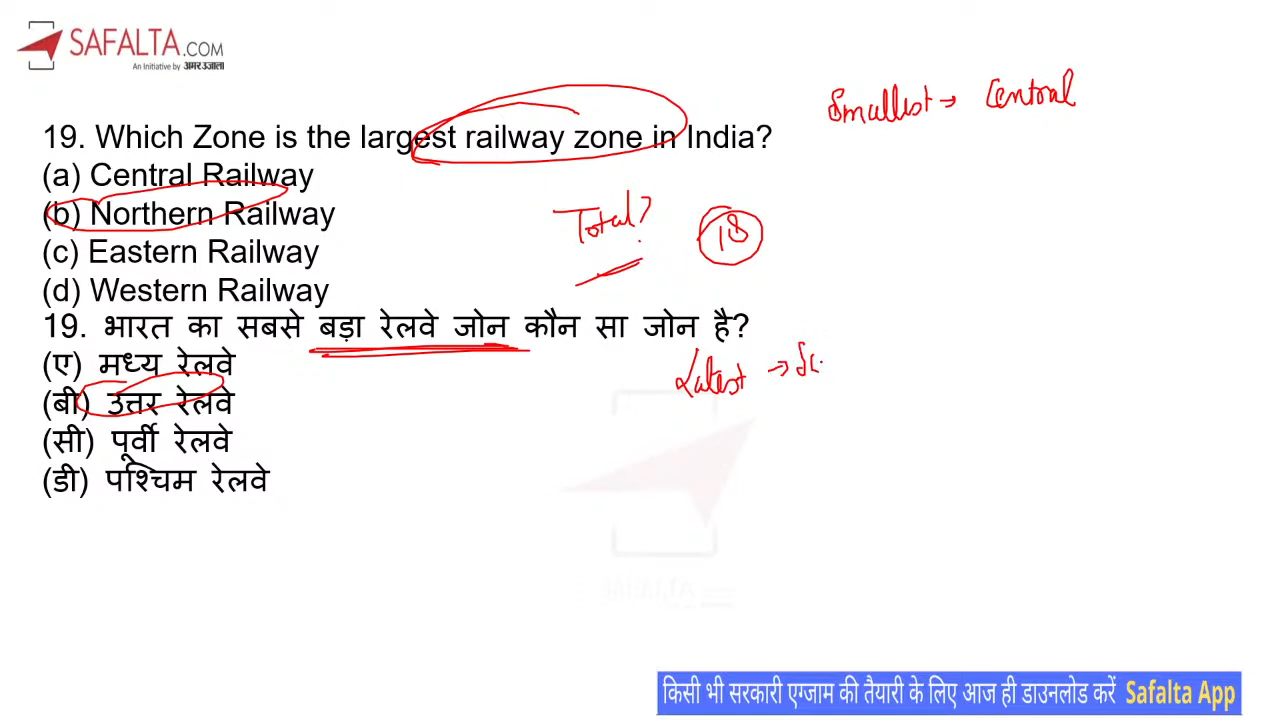 SAFALTA.COM
An Initiative by अमर उजाला
Smallest → Central
19. Which Zone is the largest railway zone in India?
(a) Central Railway
(b) Northern Railway
(c) Eastern Railway
(d) Western Railway
Total? 18
19. भारत का सबसे बड़ा रेलवे जोन कौन सा जोन है?
(ए) मध्य रेलवे
(बी) उत्तर रेलवे
(सी) पूर्वी रेलवे
(डी) पश्चिम रेलवे
Latest →
किसी भी सरकारी एग्जाम की तैयारी के लिए आज ही डाउनलोड करें Safalta App